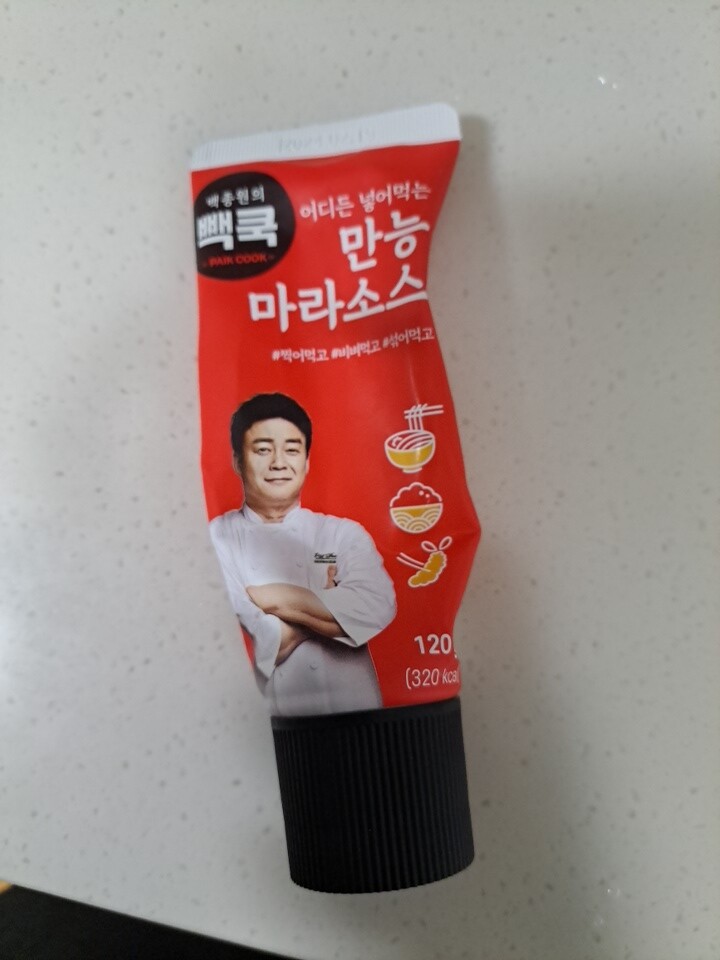 백종원의
빽쿡
- PAIK COOK -
어디든 넣어먹는
만능
마라소스
#찍어먹고 #비벼먹고 #섞어먹고
120g
(320 kcal)